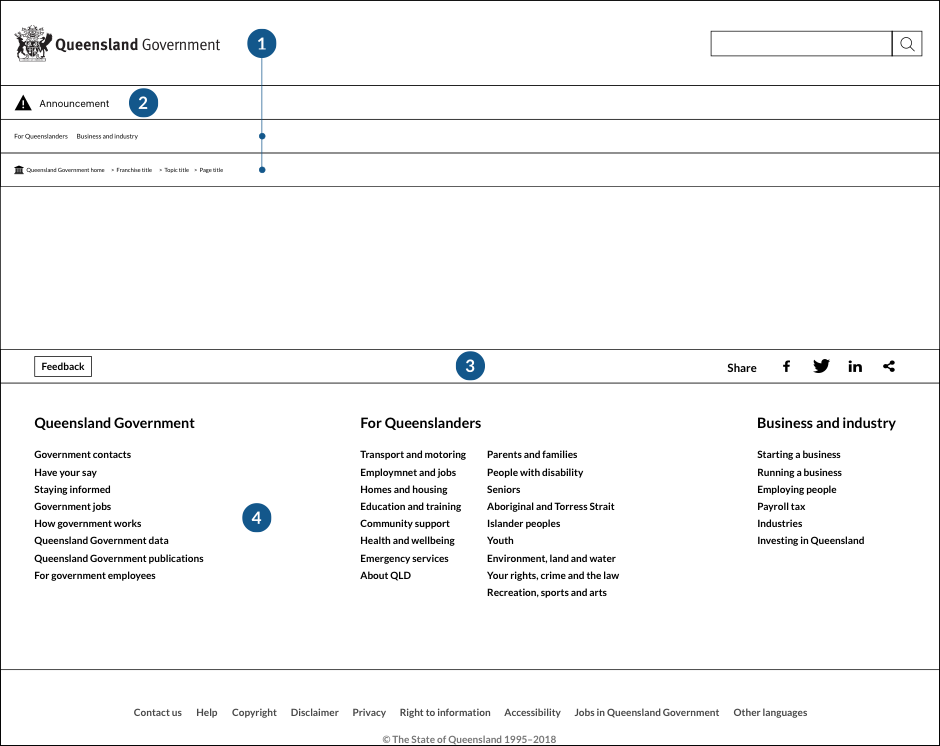 Queensland Government
1
Announcement
2
For Queenslanders Business and industry
Queensland Government home > Franchise title > Topic title > Page title
Feedback
3
Share
Queensland Government
Government contacts
Have your say
Staying informed
Government jobs
How government works
Queensland Government data
Queensland Government publications
For government employees
4
For Queenslanders
Transport and motoring
Employmnet and jobs
Homes and housing
Education and training
Community support
Health and wellbeing
Emergency services
About QLD
Parents and families
People with disability
Seniors
Aboriginal and Torress Strait
Islander peoples
Youth
Environment, land and water
Your rights, crime and the law
Recreation, sports and arts
Business and industry
Starting a business
Running a business
Employing people
Payroll tax
Industries
Investing in Queensland
Contact us Help Copyright Disclaimer Privacy Right to information Accessibility Jobs in Queensland Government Other languages
© The State of Queensland 1995–2018